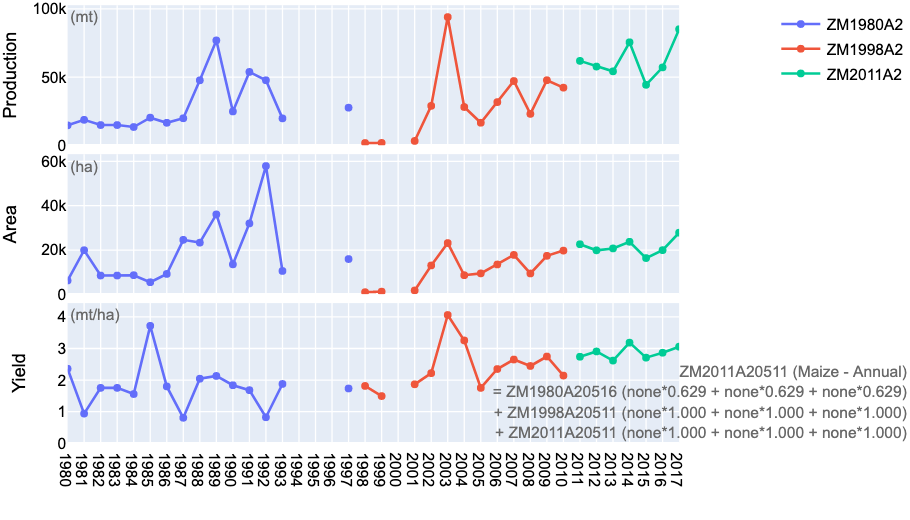 100k
(mt)
Production
50k
0
ZM1980A2
ZM1998A2
ZM2011A2
60k
(ha)
Area
40k
20k
0
(mt/ha)
Yield
4
3
2
1
0
ZM2011A20511 (Maize - Annual)
= ZM1980A20516 (none*0.629 + none*0.629 + none*0.629)
+ ZM1998A20511 (none*1.000 + none*1.000 + none*1.000)
+ ZM2011A20511 (none*1.000 + none*1.000 + none*1.000)
1980
1981
1982
1983
1984
1985
1986
1987
1988
1989
1990
1991
1992
1993
1994
1995
1996
1997
1998
1999
2000
2001
2002
2003
2004
2005
2006
2007
2008
2009
2010
2011
2012
2013
2014
2015
2016
2017